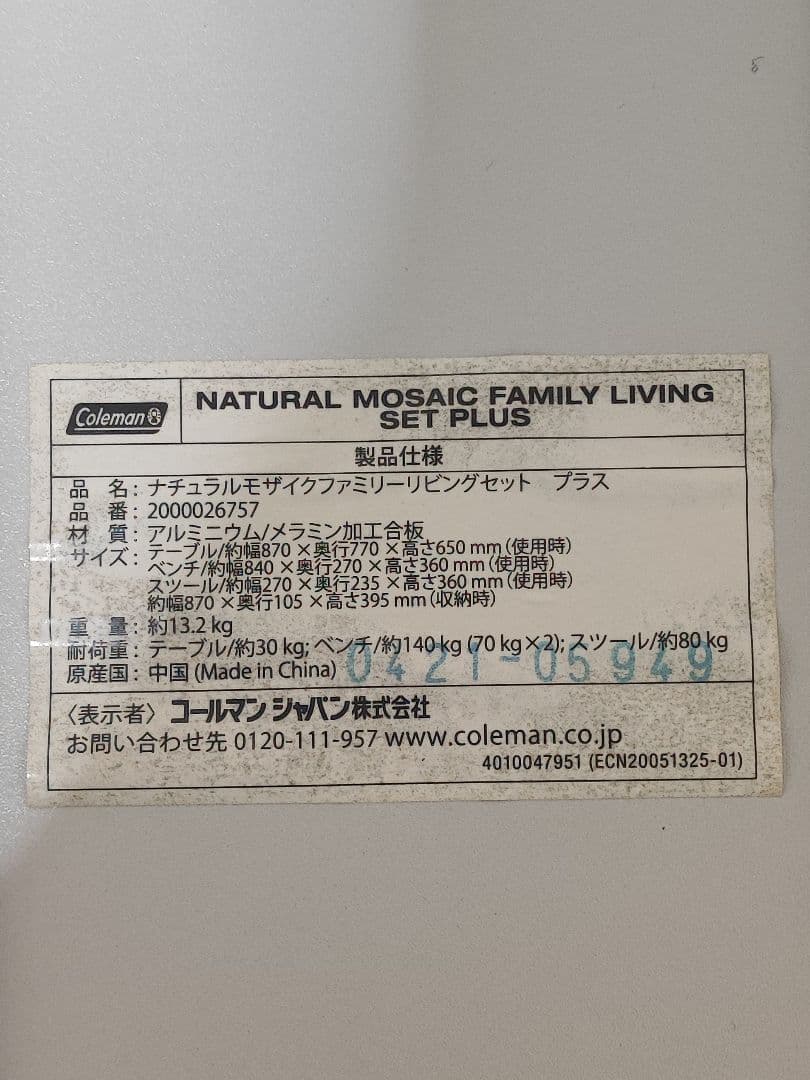 5
Coleman
NATURAL MOSAIC FAMILY LIVING
SET PLUS
製品仕様
品 名：ナチュラルモザイクファミリーリビングセット プラス
品 番：2000026757
材 質：アルミニウム/メラミン加工合板
サイズ：テーブル/約幅870×奥行770×高さ650 mm（使用時）
ベンチ/約幅840×奥行270×高さ360 mm（使用時）
スツール/約幅270×奥行235×高さ360 mm（使用時）
約幅870×奥行105×高さ395 mm（収納時）
重 量：約13.2 kg
耐荷重：テーブル/約30 kg; ベンチ/約140 kg (70 kg×2); スツール/約80 kg
原産国：中国 (Made in China)
0421-05949
〈表示者〉コールマン ジャパン株式会社
お問い合わせ先 0120-111-957 www.coleman.co.jp
4010047951 (ECN20051325-01)